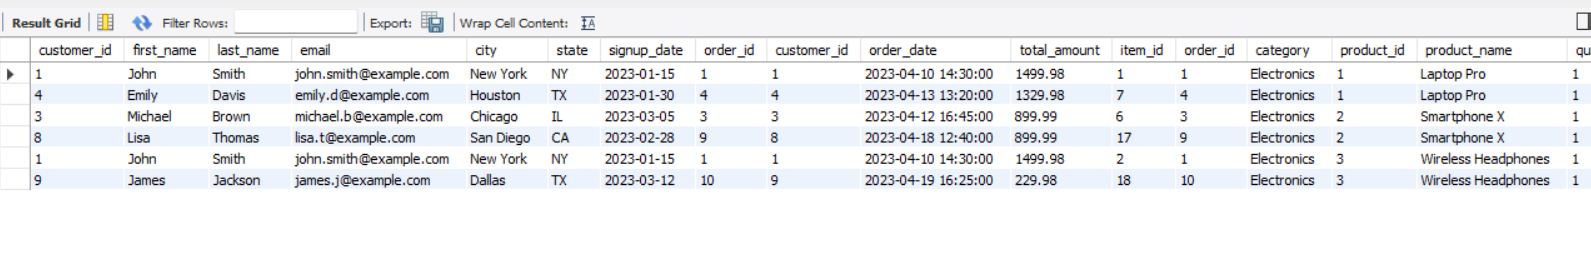 Result Grid Filter Rows: Export: Wrap Cell Content:
customer_id first_name last_name email city state signup_date order_id customer_id order_date total_amount item_id order_id category product_id product_name qu
1 John Smith john.smith@example.com New York NY 2023-01-15 1 1 2023-04-10 14:30:00 1499.98 1 1 Electronics 1 Laptop Pro 1
4 Emily Davis emily.d@example.com Houston TX 2023-01-30 4 4 2023-04-13 13:20:00 1329.98 7 4 Electronics 1 Laptop Pro 1
3 Michael Brown michael.b@example.com Chicago IL 2023-03-05 3 3 2023-04-12 16:45:00 899.99 6 3 Electronics 2 Smartphone X 1
8 Lisa Thomas lisa.t@example.com San Diego CA 2023-02-28 9 8 2023-04-18 12:40:00 899.99 17 9 Electronics 2 Smartphone X 1
1 John Smith john.smith@example.com New York NY 2023-01-15 1 1 2023-04-10 14:30:00 1499.98 2 1 Electronics 3 Wireless Headphones 1
9 James Jackson james.j@example.com Dallas TX 2023-03-12 10 9 2023-04-19 16:25:00 229.98 18 10 Electronics 3 Wireless Headphones 1